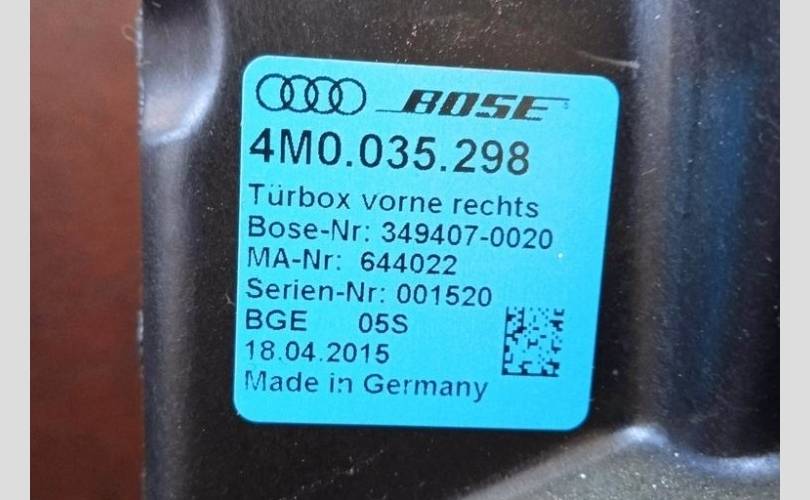 BOSE
4M0.035.298
Türbox vorne rechts
Bose-Nr: 349407-0020
MA-Nr: 644022
Serien-Nr: 001520
BGE 05S
18.04.2015
Made in Germany